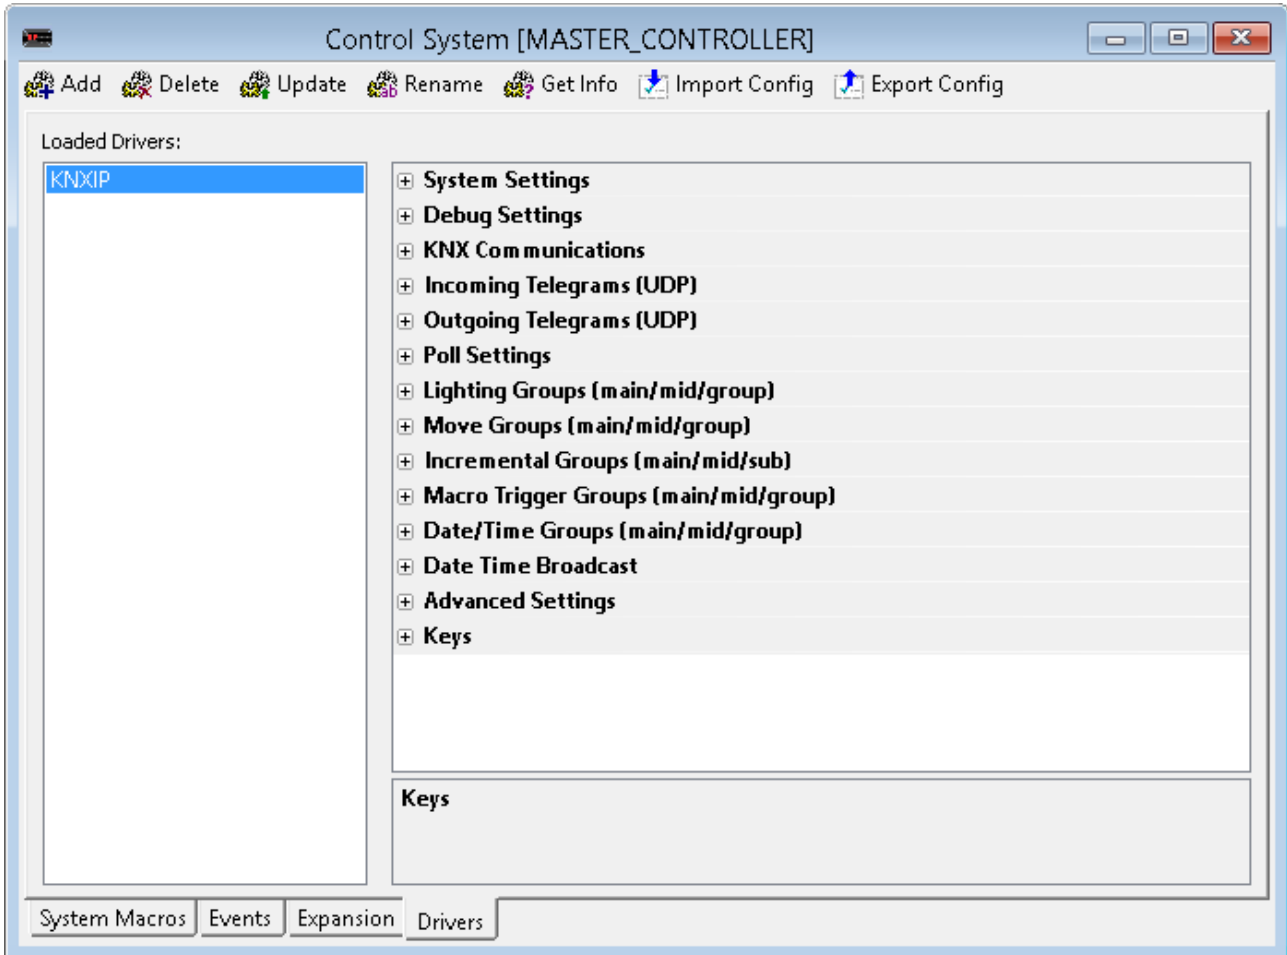 Control System [MASTER_CONTROLLER]
Add Delete Update Rename Get Info Import Config Export Config
Loaded Drivers:
KNXIP
System Settings
Debug Settings
KNX Communications
Incoming Telegrams (UDP)
Outgoing Telegrams (UDP)
Poll Settings
Lighting Groups (main/mid/group)
Move Groups (main/mid/group)
Incremental Groups (main/mid/sub)
Macro Trigger Groups (main/mid/group)
Date/Time Groups (main/mid/group)
Date Time Broadcast
Advanced Settings
Keys
Keys
System Macros Events Expansion Drivers